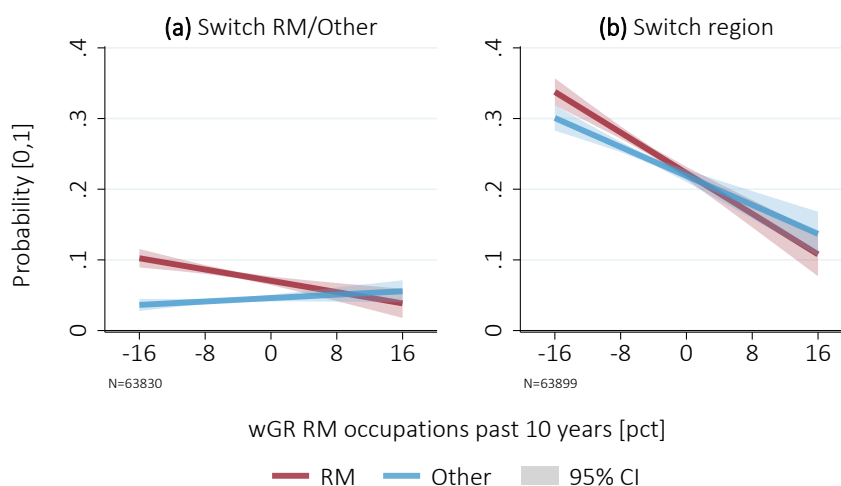 (a) Switch RM/Other
(b) Switch region
Probability [0,1]
.4
.3
.2
.1
0
-16 -8 0 8 16
N=63830
.4
.3
.2
.1
0
-16 -8 0 8 16
N=63899
wGR RM occupations past 10 years [pct]
RM Other 95% CI